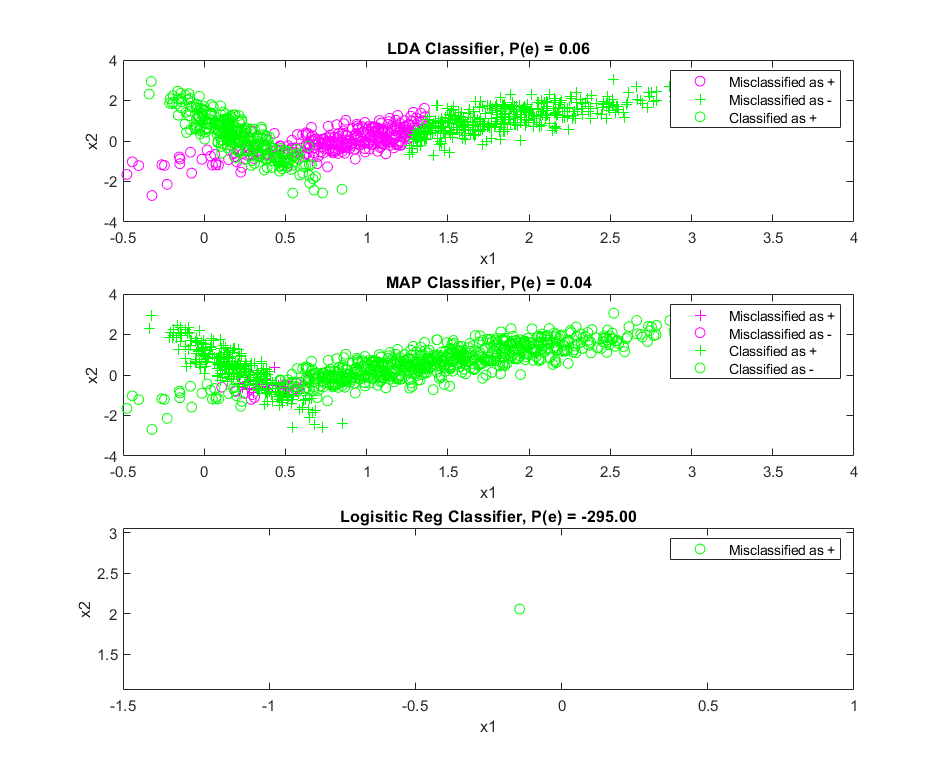 LDA Classifier, P(e) = 0.06
4
2
0
-2
-4
x2
-0.5 0 0.5 1 1.5 2 2.5 3 3.5 4
x1
Misclassified as +
Misclassified as -
Classified as +
MAP Classifier, P(e) = 0.04
4
2
0
-2
-4
x2
-0.5 0 0.5 1 1.5 2 2.5 3 3.5 4
x1
Misclassified as +
Misclassified as -
Classified as +
Classified as -
Logisitic Reg Classifier, P(e) = -295.00
3
2.5
2
1.5
x2
-1.5 -1 -0.5 0 0.5 1
x1
Misclassified as +